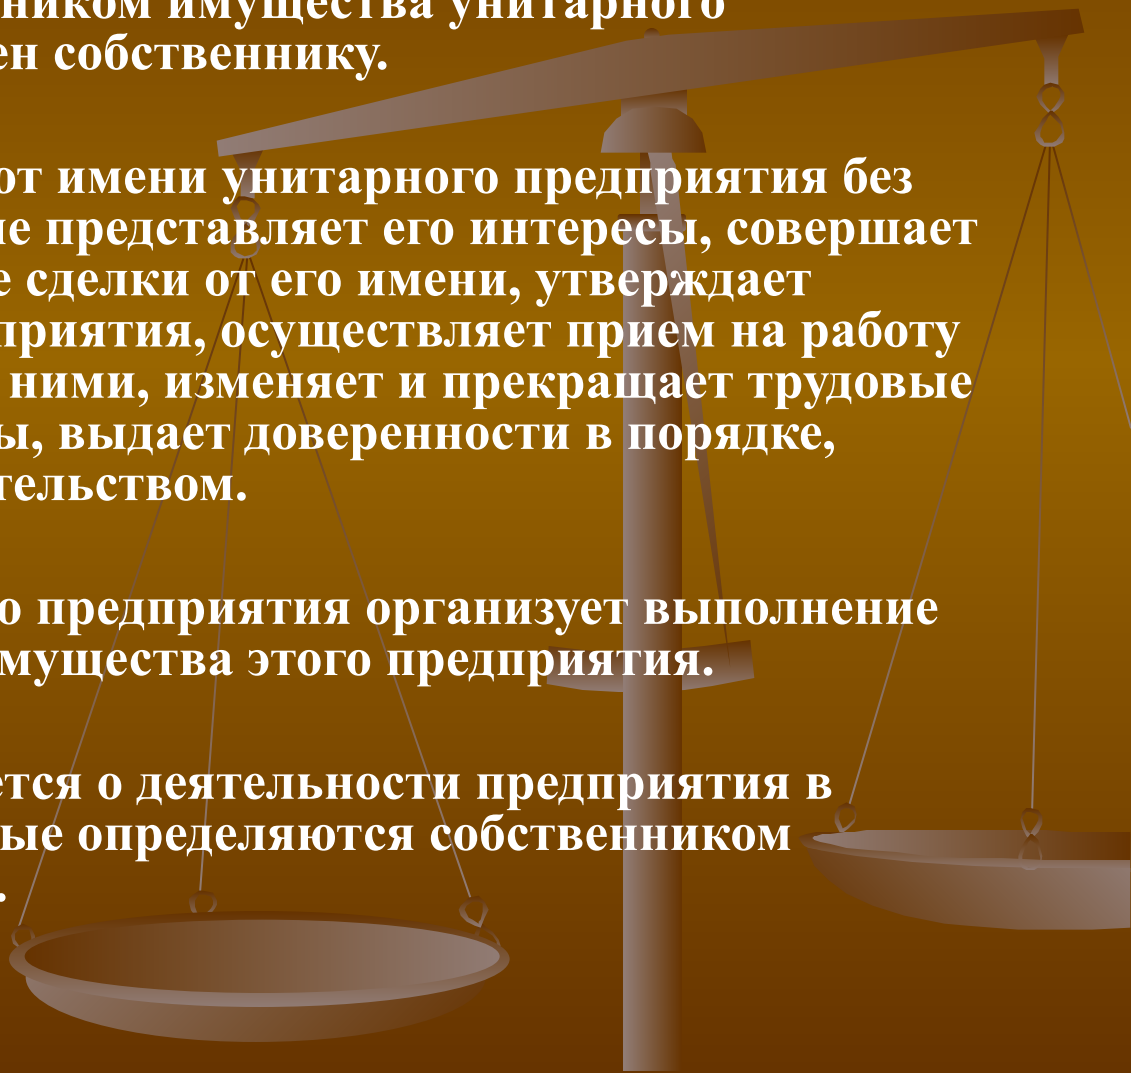 ником имущества унитарного
ен собственнику.
от имени унитарного предприятия без
ие представляет его интересы, совершает
е сделки от его имени, утверждает
приятия, осуществляет прием на работу
ними, изменяет и прекращает трудовые
ы, выдает доверенности в порядке,
тельством.
о предприятия организует выполнение
мущества этого предприятия.
ется о деятельности предприятия в
ые определяются собственником
.